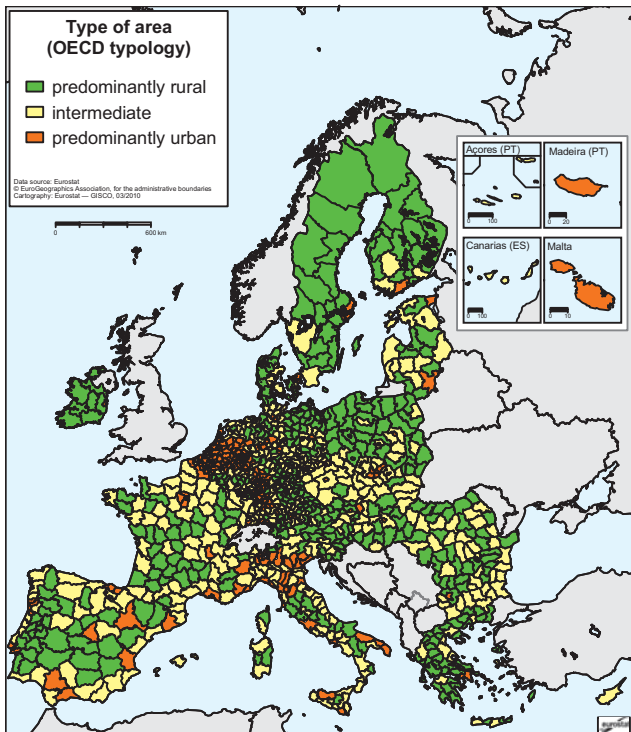 Type of area
(OECD typology)
predominantly rural
intermediate
predominantly urban
Data source: Eurostat
© EuroGeographics Association, for the administrative boundaries
Cartography: Eurostat — GISCO, 03/2010
0 600 km
Açores (PT)
0 100
Madeira (PT)
0 20
Canarias (ES)
0 100
Malta
0 10
eurostat